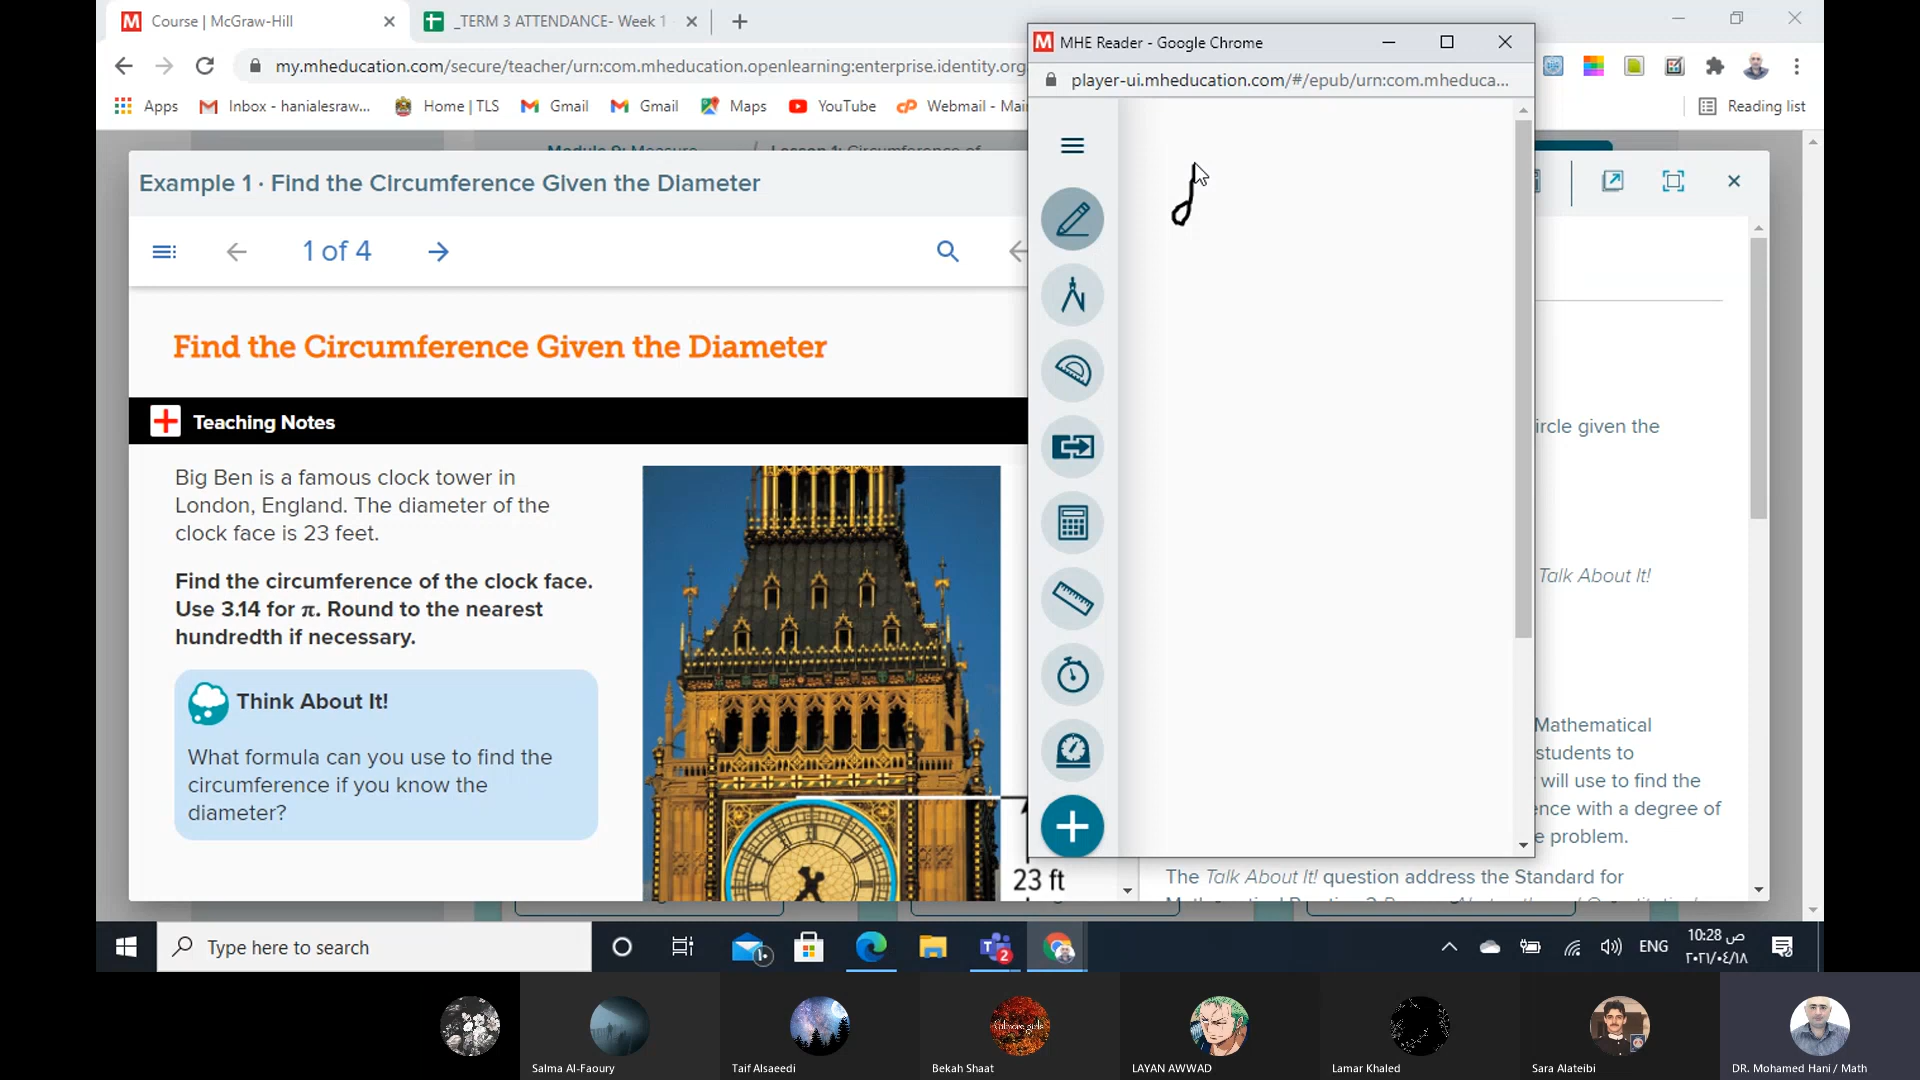 Course | McGraw-Hill
_TERM 3 ATTENDANCE- Week 1
MHE Reader - Google Chrome
my.mheducation.com/secure/teacher/urn:com.mheducation.openlearning:enterprise.identity.orga
player-ui.mheducation.com/#/epub/urn:com.mheduca...
Apps
Inbox - hanialesraw...
Home | TLS
Gmail
Gmail
Maps
YouTube
Webmail - Mai
Reading list
Example 1 · Find the Circumference Given the Diameter
1 of 4
Find the Circumference Given the Diameter
Teaching Notes
Big Ben is a famous clock tower in
London, England. The diameter of the
clock face is 23 feet.
Find the circumference of the clock face.
Use 3.14 for π. Round to the nearest
hundredth if necessary.
Think About It!
What formula can you use to find the
circumference if you know the
diameter?
23 ft
d
ircle given the
Talk About It!
Mathematical
students to
will use to find the
ence with a degree of
e problem.
The Talk About It! question address the Standard for
Type here to search
2
ENG
10:28 ص
٢٠٢١/٠٤/١٨
Gilmore girls
Salma Al-Faoury
Taif Alsaeedi
Bekah Shaat
LAYAN AWWAD
Lamar Khaled
Sara Alateibi
DR. Mohamed Hani / Math